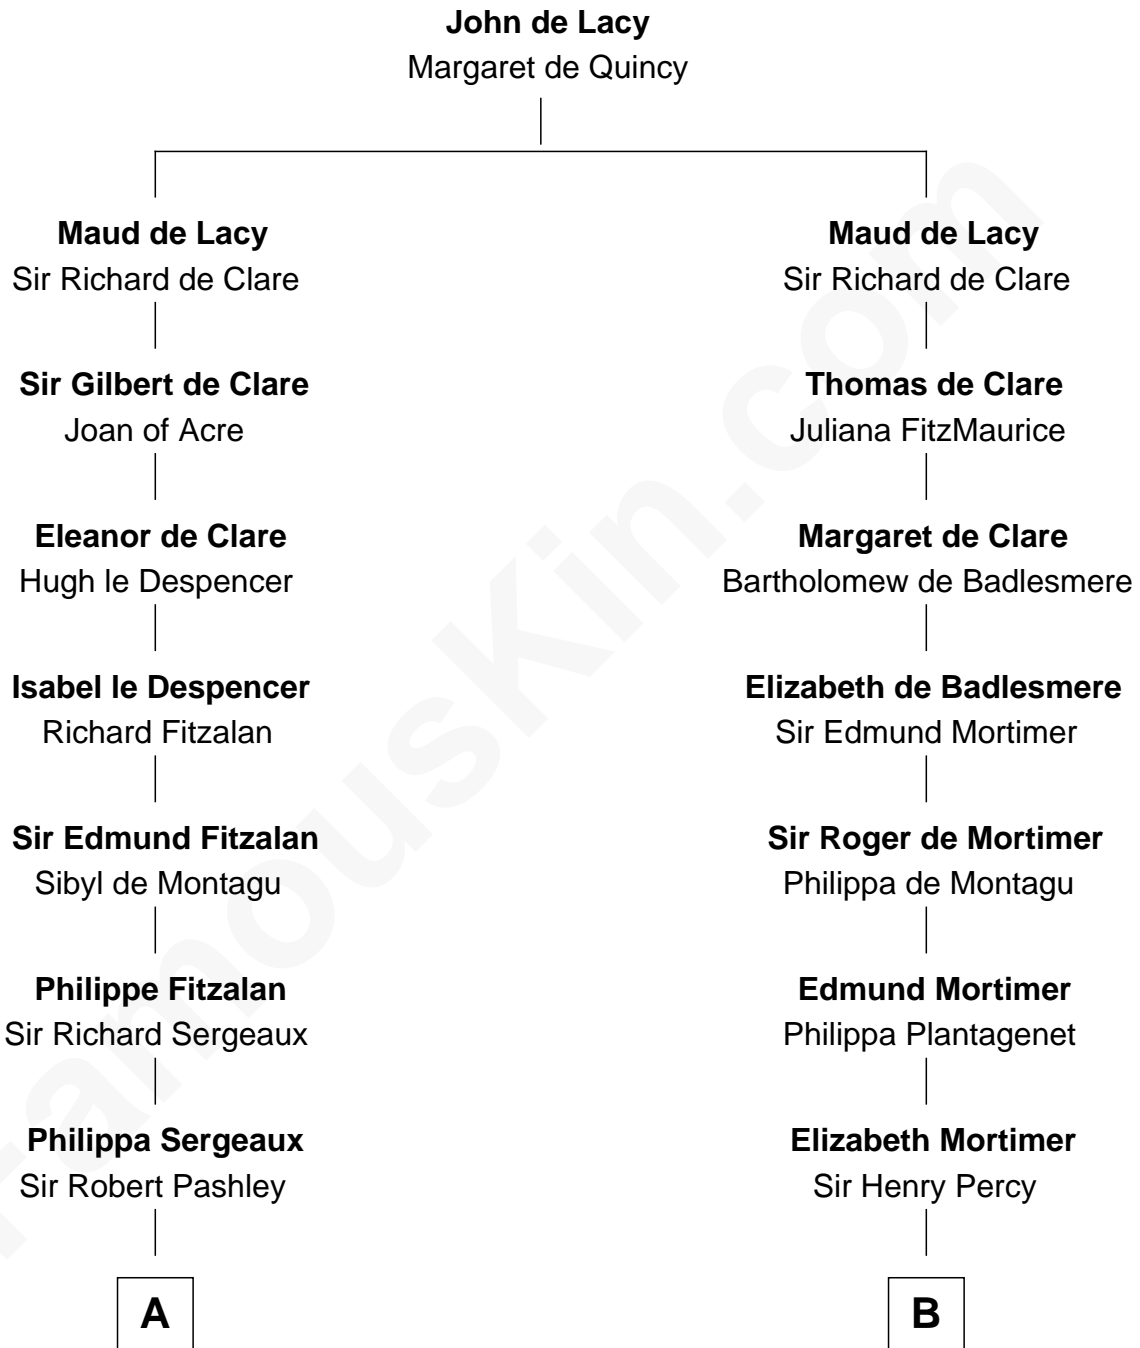 John de Lacy
Margaret de Quincy
Maud de Lacy
Sir Richard de Clare
Maud de Lacy
Sir Richard de Clare
Sir Gilbert de Clare
Joan of Acre
Thomas de Clare
Juliana FitzMaurice
Eleanor de Clare
Hugh le Despencer
Margaret de Clare
Bartholomew de Badlesmere
Isabel le Despencer
Richard Fitzalan
Elizabeth de Badlesmere
Sir Edmund Mortimer
Sir Edmund Fitzalan
Sibyl de Montagu
Sir Roger de Mortimer
Philippa de Montagu
Philippe Fitzalan
Sir Richard Sergeaux
Edmund Mortimer
Philippa Plantagenet
Philippa Sergeaux
Sir Robert Pashley
Elizabeth Mortimer
Sir Henry Percy
A
B
FamousKin.com